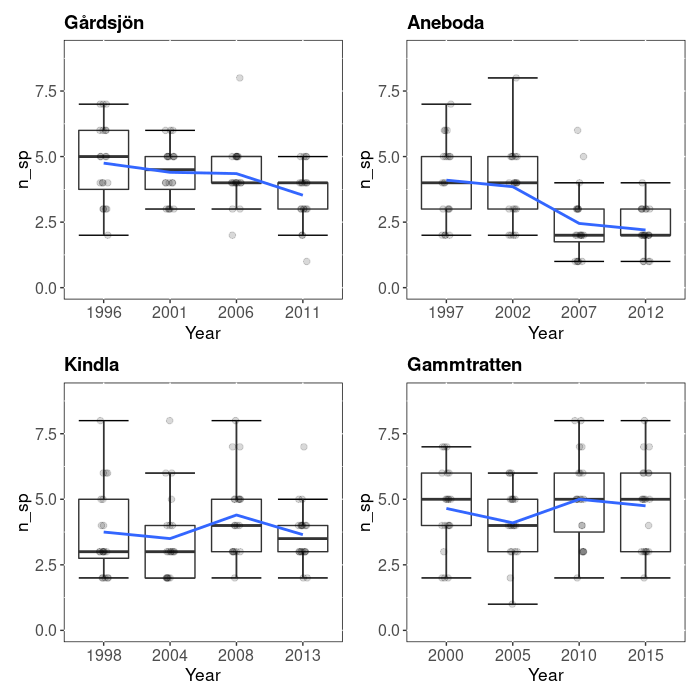 Gårdsjön
Aneboda
n_sp
7.5
5.0
2.5
0.0
1996 2001 2006 2011
Year
n_sp
7.5
5.0
2.5
0.0
1997 2002 2007 2012
Year
Kindla
Gammtratten
n_sp
7.5
5.0
2.5
0.0
1998 2004 2008 2013
Year
n_sp
7.5
5.0
2.5
0.0
2000 2005 2010 2015
Year